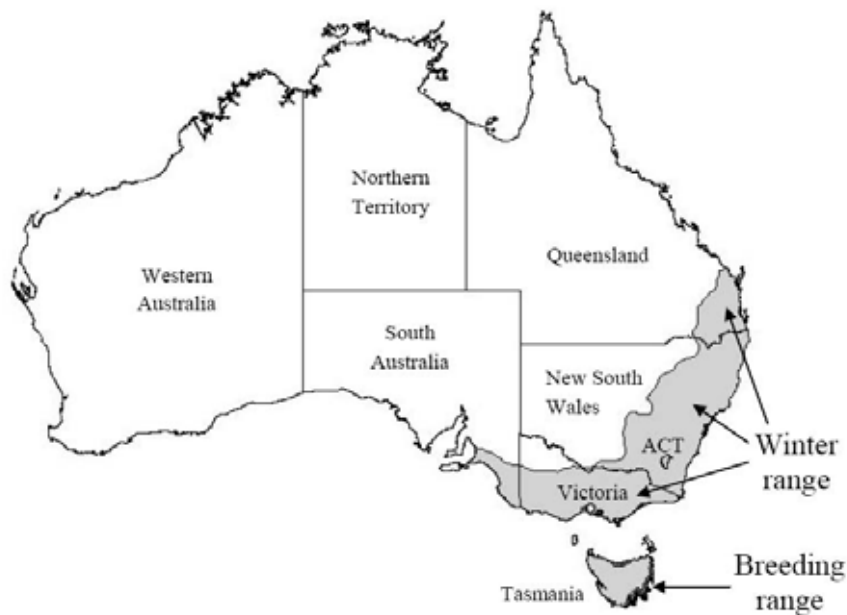 Northern
Territory
Western
Australia
Queensland
South
Australia
New South
Wales
ACT
Winter
range
Victoria
Tasmania
Breeding
range